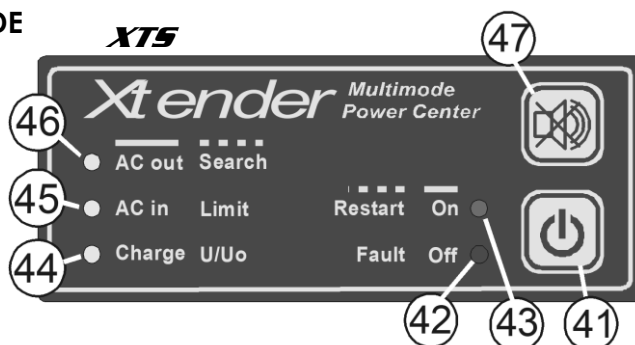 DE
XTS
47
Xtender Multimode
Power Center
46
AC out Search
45
AC in Limit Restart On
44
Charge U/Uo Fault Off
42 43 41